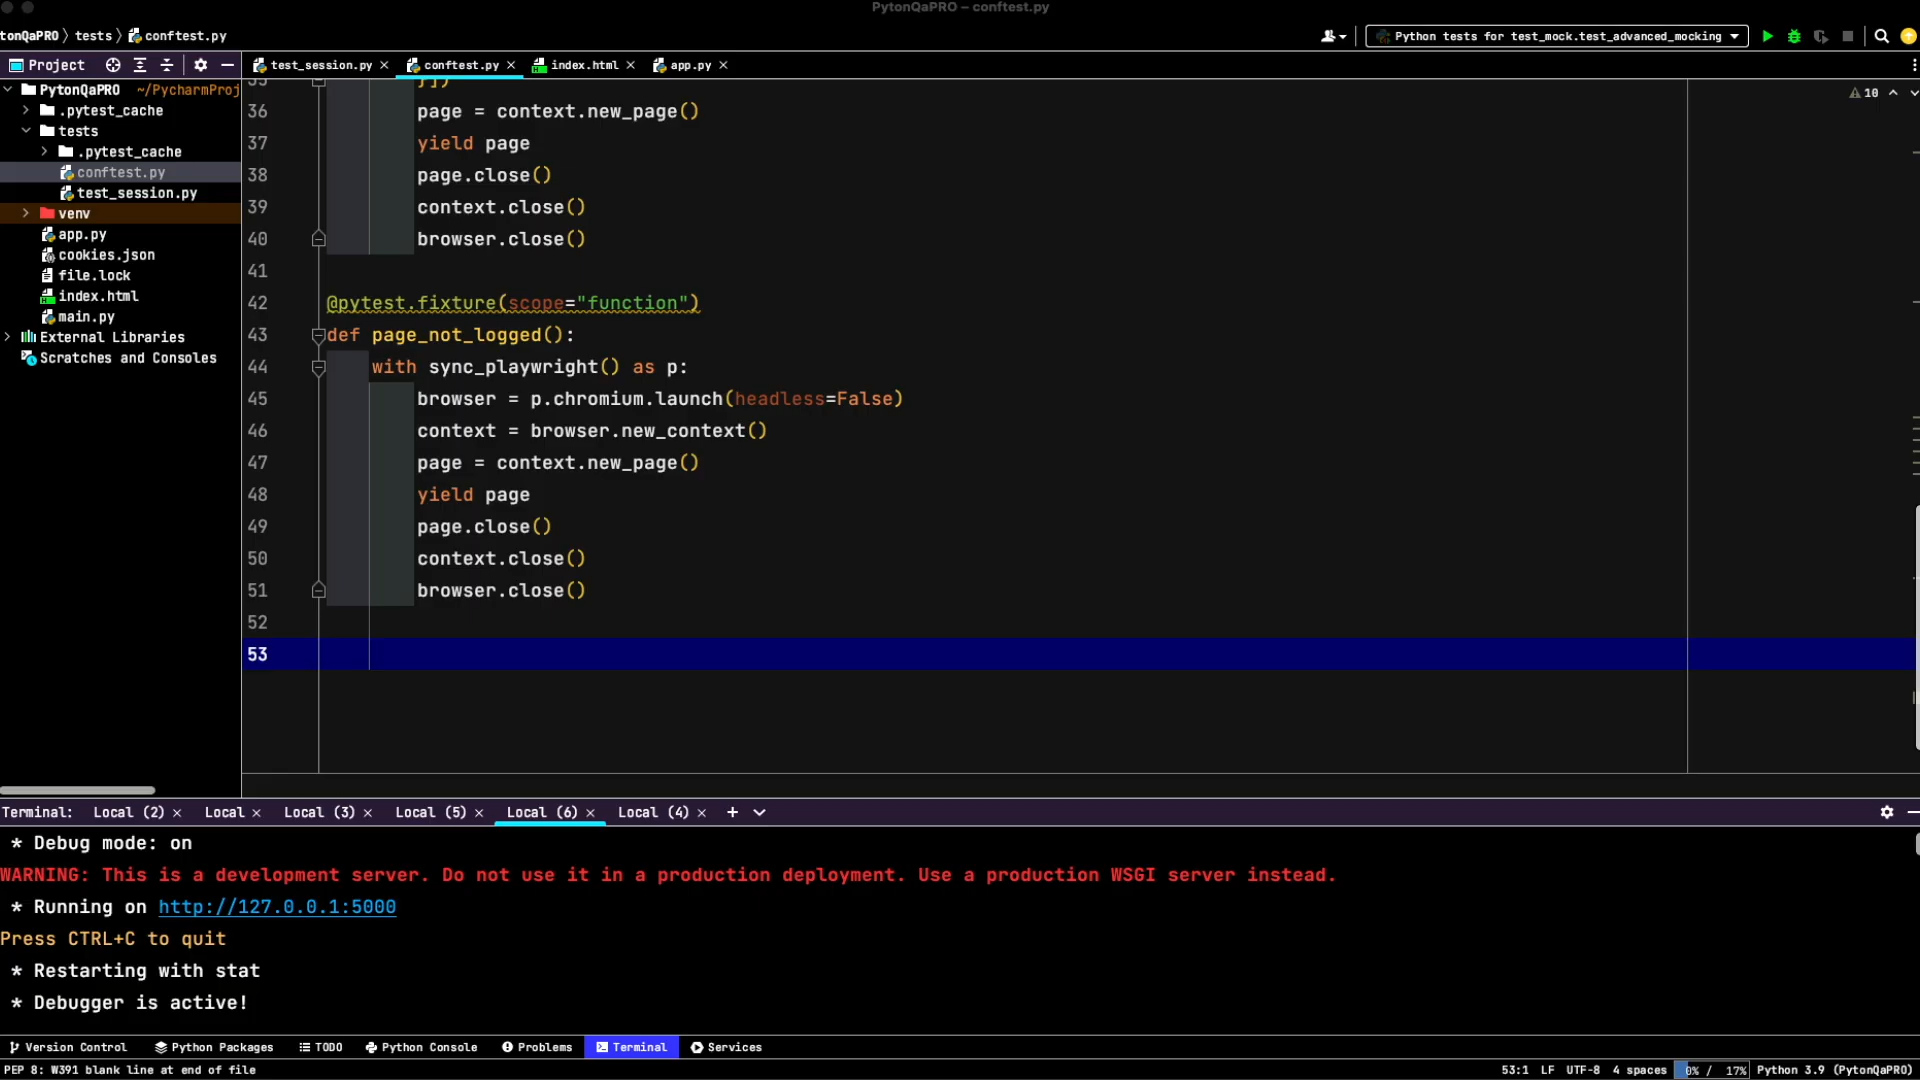 PytonQaPRO – conftest.py
tonQaPRO 〉 tests 〉 conftest.py
Python tests for test_mock.test_advanced_mocking
Project
test_session.py × conftest.py × index.html × app.py ×
PytonQaPRO ~/PycharmProj
.pytest_cache
tests
.pytest_cache
conftest.py
test_session.py
venv
app.py
cookies.json
file.lock
index.html
main.py
External Libraries
Scratches and Consoles
10
35 }])
36 page = context.new_page()
37 yield page
38 page.close()
39 context.close()
40 browser.close()
41
42 @pytest.fixture(scope="function")
43 def page_not_logged():
44 with sync_playwright() as p:
45 browser = p.chromium.launch(headless=False)
46 context = browser.new_context()
47 page = context.new_page()
48 yield page
49 page.close()
50 context.close()
51 browser.close()
52
53
Terminal: Local (2) × Local × Local (3) × Local (5) × Local (6) × Local (4) × +
* Debug mode: on
WARNING: This is a development server. Do not use it in a production deployment. Use a production WSGI server instead.
* Running on http://127.0.0.1:5000
Press CTRL+C to quit
* Restarting with stat
* Debugger is active!
Version Control Python Packages TODO Python Console Problems Terminal Services
PEP 8: W391 blank line at end of file 53:1 LF UTF-8 4 spaces 0% / 17% Python 3.9 (PytonQaPRO)